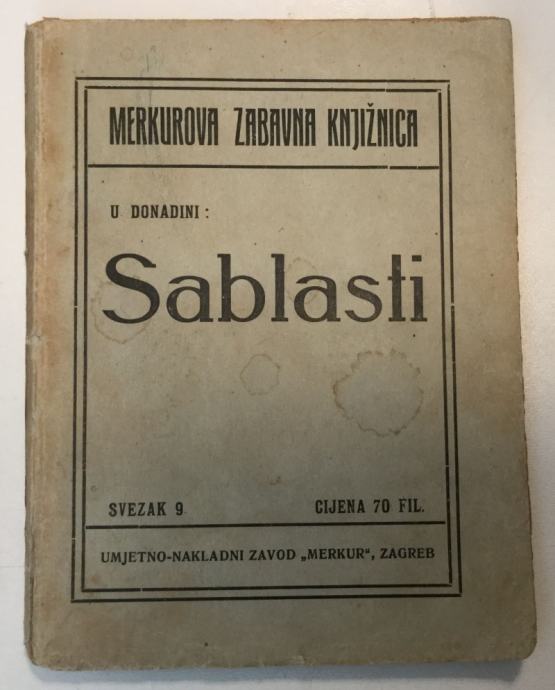 MERKUROVA ZABAVNA KNJIŽNICA
U DONADINI:
Sablasti
SVEZAK 9. CIJENA 70 FIL.
UMJETNO-NAKLADNI ZAVOD „MERKUR“, ZAGREB